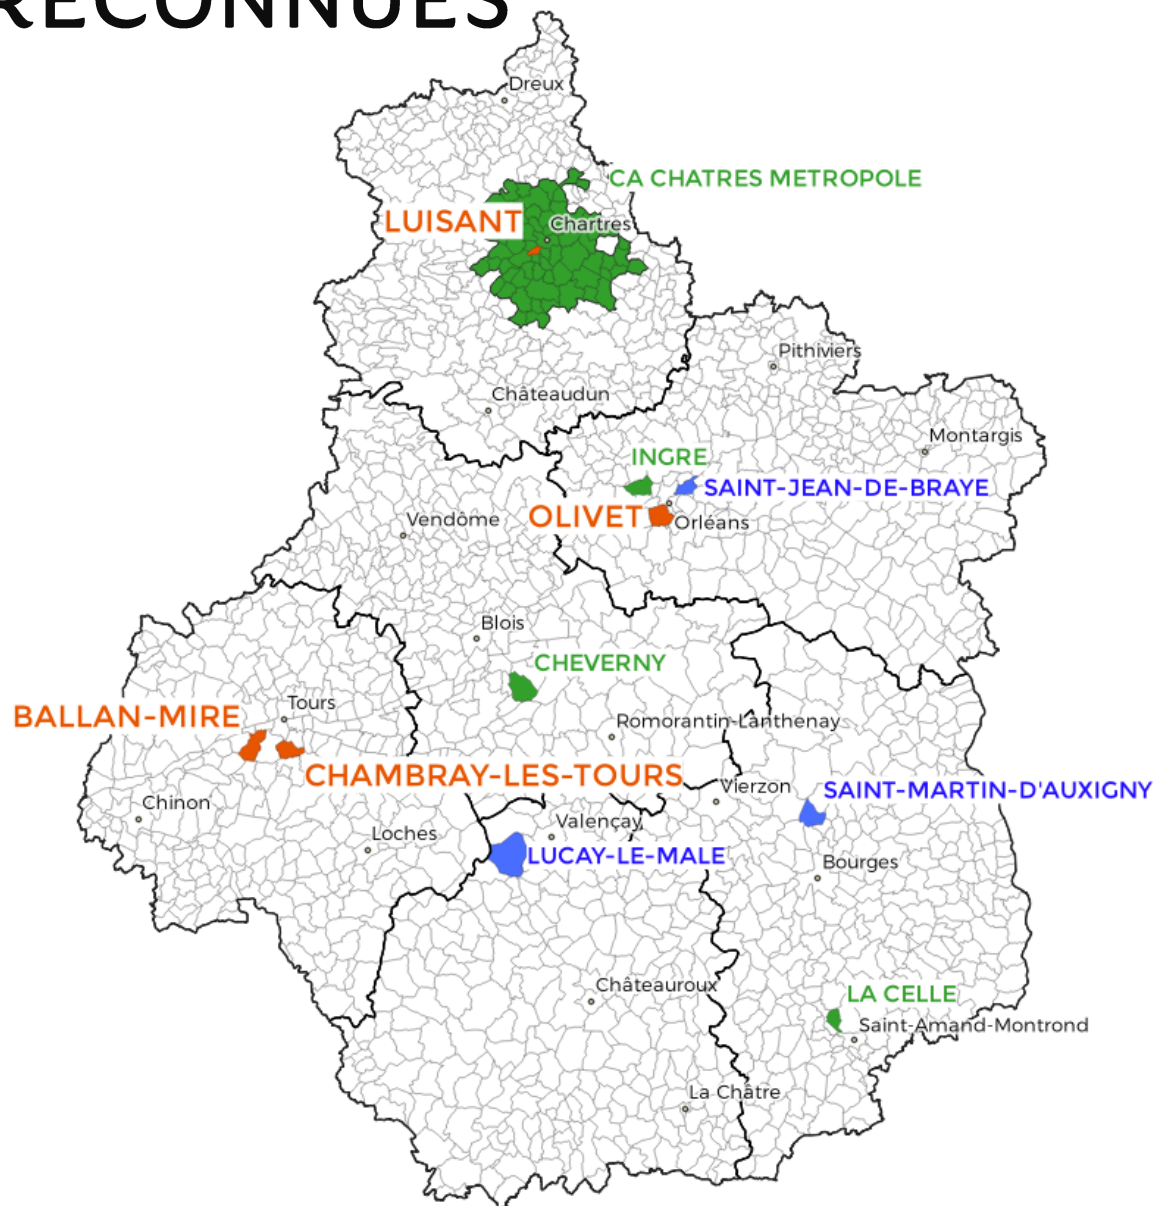 RECONNUES
Dreux
CA CHATRES METROPOLE
LUISANT
Chartres
Pithiviers
Châteaudun
Montargis
INGRE
SAINT-JEAN-DE-BRAYE
OLIVET
Orléans
Vendôme
Blois
CHEVERNY
Tours
BALLAN-MIRE
Romorantin-Lanthenay
CHAMBRAY-LES-TOURS
Vierzon
SAINT-MARTIN-D'AUXIGNY
Chinon
Valençay
Loches
LUCAY-LE-MALE
Bourges
Châteauroux
LA CELLE
Saint-Amand-Montrond
La Châtre